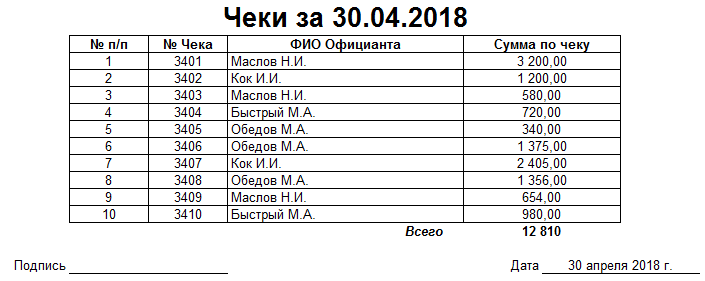 Чеки за 30.04.2018
№ п/п № Чека ФИО Официанта Сумма по чеку
1 3401 Маслов Н.И. 3 200,00
2 3402 Кок И.И. 1 200,00
3 3403 Маслов Н.И. 580,00
4 3404 Быстрый М.А. 720,00
5 3405 Обедов М.А. 340,00
6 3406 Обедов М.А. 1 375,00
7 3407 Кок И.И. 2 405,00
8 3408 Обедов М.А. 1 356,00
9 3409 Маслов Н.И. 654,00
10 3410 Быстрый М.А. 980,00
Всего 12 810
Подпись Дата 30 апреля 2018 г.